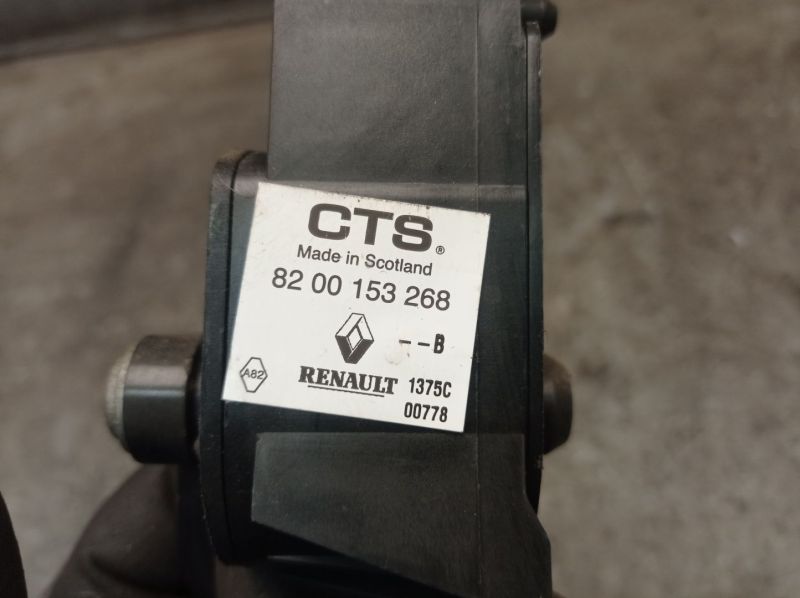 CTS®
Made in Scotland
82 00 153 268
--B
A82
RENAULT 1375C
00778